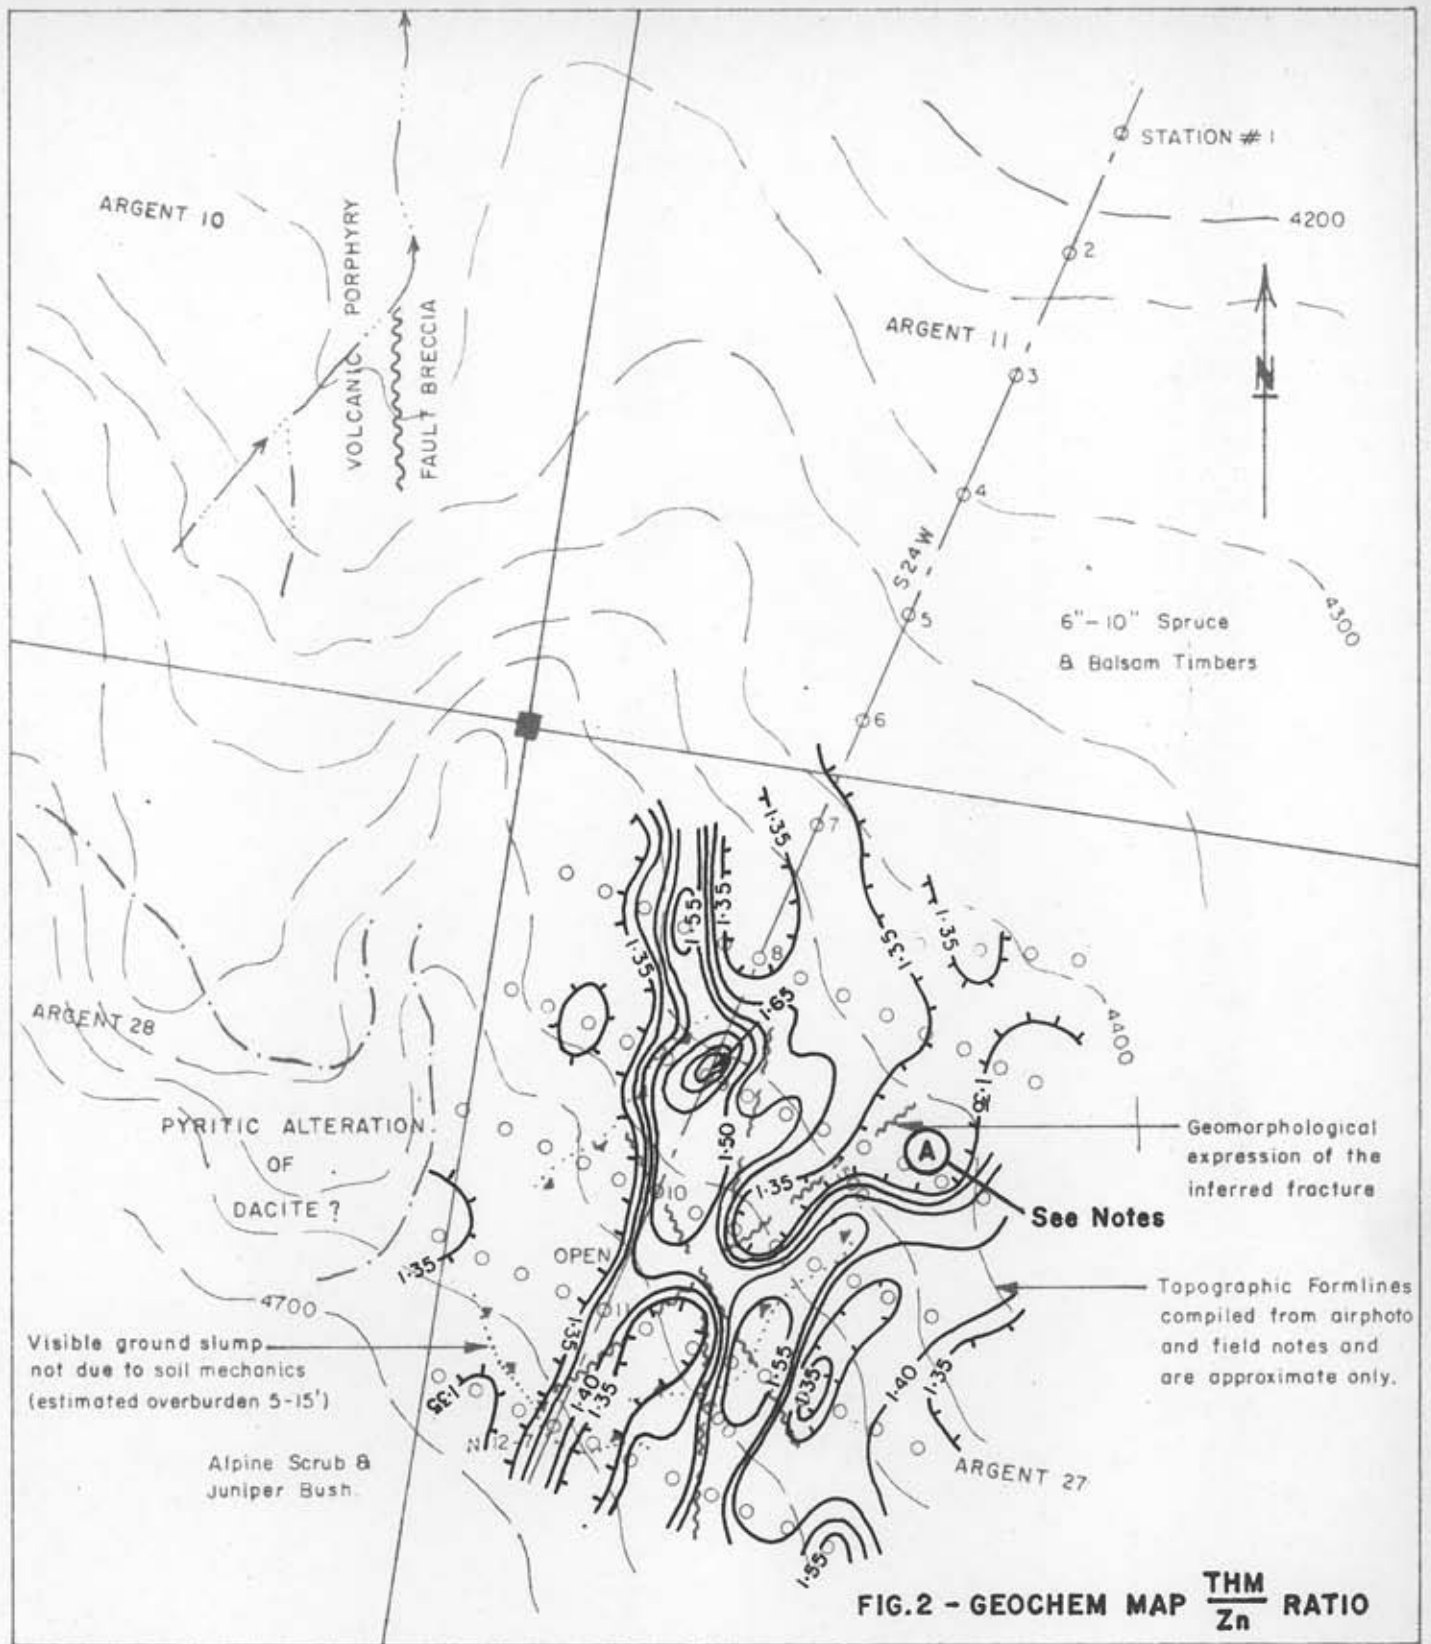 STATION # 1
ARGENT 10
4200
2
VOLCANIC PORPHYRY
FAULT BRECCIA
ARGENT 11
3
N
4
S24W
5
6"-10" Spruce
& Balsam Timbers
4300
6
7
1·35
1·55
1·35
1·35
1·35
1·35
8
1·65
ARGENT 28
4400
1·50
PYRITIC ALTERATION
OF
DACITE ?
Geomorphological
expression of the
inferred fracture
A
See Notes
1·35
10
1·35
OPEN
1·35
4700
11
Topographic Formlines
compiled from airphoto
and field notes and
are approximate only.
Visible ground slump
not due to soil mechanics
(estimated overburden 5-15')
1·35
1·40
1·35
1·55
1·35
1·40
1·35
1·35
Alpine Scrub &
Juniper Bush.
ARGENT 27
1·55
FIG.2 - GEOCHEM MAP THM
Zn RATIO